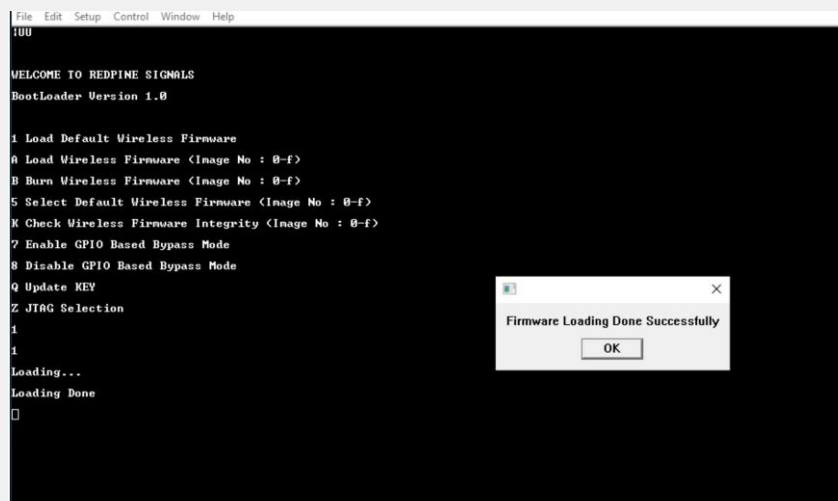 File Edit Setup Control Window Help
!UU
WELCOME TO REDPINE SIGNALS
BootLoader Version 1.0
1 Load Default Wireless Firmware
A Load Wireless Firmware (Image No : 0-f)
B Burn Wireless Firmware (Image No : 0-f)
5 Select Default Wireless Firmware (Image No : 0-f)
K Check Wireless Firmware Integrity (Image No : 0-f)
7 Enable GPIO Based Bypass Mode
8 Disable GPIO Based Bypass Mode
Q Update KEY
Z JTAG Selection
1
1
Loading...
Loading Done
Firmware Loading Done Successfully
OK